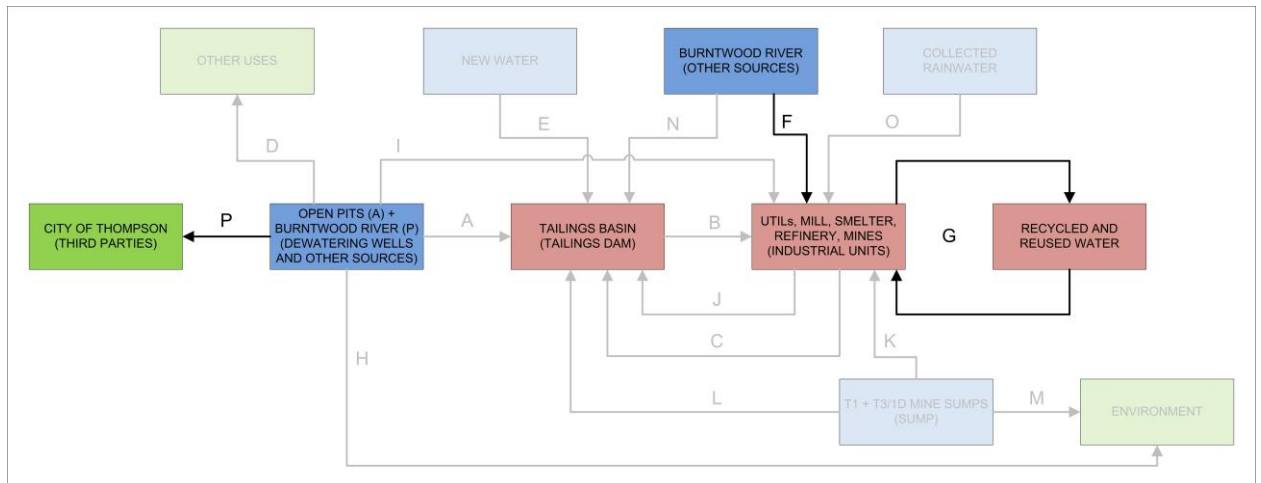 OTHER USES
NEW WATER
BURNTWOOD RIVER
(OTHER SOURCES)
COLLECTED
RAINWATER
D
I
E
N
F
O
CITY OF THOMPSON
(THIRD PARTIES)
P
OPEN PITS (A) +
BURNTWOOD RIVER (P)
(DEWATERING WELLS
AND OTHER SOURCES)
A
TAILINGS BASIN
(TAILINGS DAM)
B
UTILs, MILL, SMELTER,
REFINERY, MINES
(INDUSTRIAL UNITS)
G
RECYCLED AND
REUSED WATER
J
C
K
H
L
T1 + T3/1D MINE SUMPS
(SUMP)
M
ENVIRONMENT